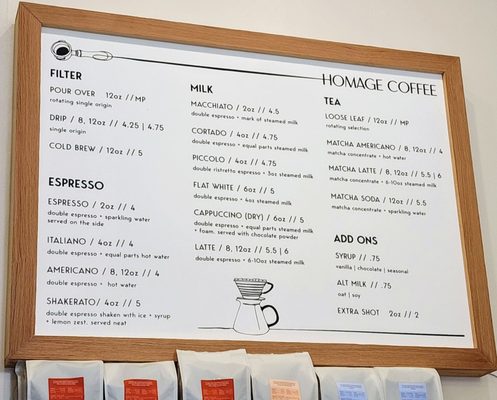 HOMAGE COFFEE
FILTER
POUR OVER 12oz // MP
rotating single origin
DRIP / 8, 12oz // 4.25 | 4.75
single origin
COLD BREW / 12oz // 5
ESPRESSO
ESPRESSO / 2oz // 4
double espresso • sparkling water
served on the side
ITALIANO / 4oz // 4
double espresso • equal parts hot water
AMERICANO / 8, 12oz // 4
double espresso • hot water
SHAKERATO/ 4oz // 5
double espresso shaken with ice • syrup
• lemon zest. served neat
MILK
MACCHIATO / 2oz // 4.5
double espresso • mark of steamed milk
CORTADO / 4oz // 4.75
double espresso • equal parts steamed milk
PICCOLO / 4oz // 4.75
double ristretto espresso • 3oz steamed milk
FLAT WHITE / 6oz // 5
double espresso • 4oz steamed milk
CAPPUCCINO (DRY) / 6oz // 5
double espresso • equal parts steamed milk
• foam. served with chocolate powder
LATTE / 8, 12oz // 5.5 | 6
double espresso • 6-10oz steamed milk
TEA
LOOSE LEAF / 12oz // MP
rotating selection
MATCHA AMERICANO / 8, 12oz // 4
matcha concentrate • hot water
MATCHA LATTE / 8, 12oz // 5.5 | 6
matcha concentrate • 6-10oz steamed milk
MATCHA SODA / 12oz // 5.5
matcha concentrate • sparkling water
ADD ONS
SYRUP // .75
vanilla | chocolate | seasonal
ALT MILK // .75
oat | soy
EXTRA SHOT 2oz // 2